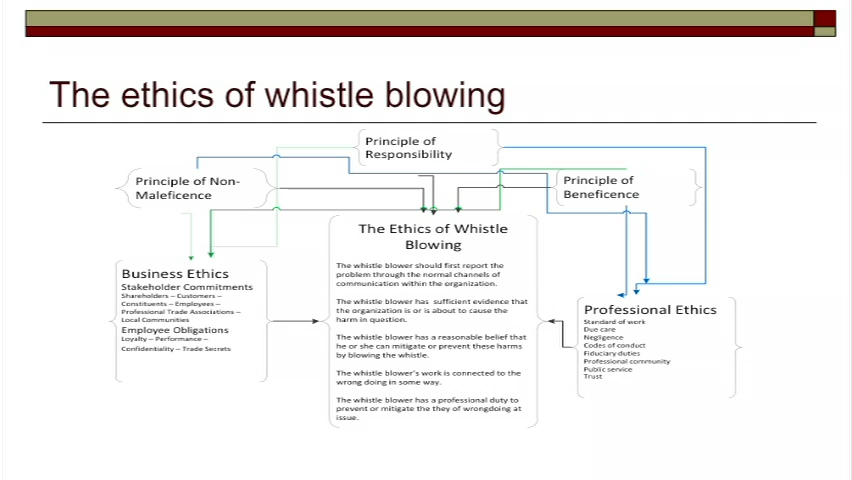 The ethics of whistle blowing
Principle of
Responsibility
Principle of Non-
Maleficence
Principle of
Beneficence
The Ethics of Whistle
Blowing
The whistle blower should first report the
problem through the normal channels of
communication within the organization.
The whistle blower has sufficient evidence that
the organization is or is about to cause the
harm in question.
The whistle blower has a reasonable belief that
he or she can mitigate or prevent these harms
by blowing the whistle.
The whistle blower's work is connected to the
wrong doing in some way.
The whistle blower has a professional duty to
prevent or mitigate the they of wrongdoing at
issue.
Business Ethics
Stakeholder Commitments
Shareholders – Customers –
Constituents – Employees –
Professional Trade Associations –
Local Communities
Employee Obligations
Loyalty – Performance –
Confidentiality – Trade Secrets
Professional Ethics
Standard of work
Due care
Negligence
Codes of conduct
Fiduciary duties
Professional community
Public service
Trust